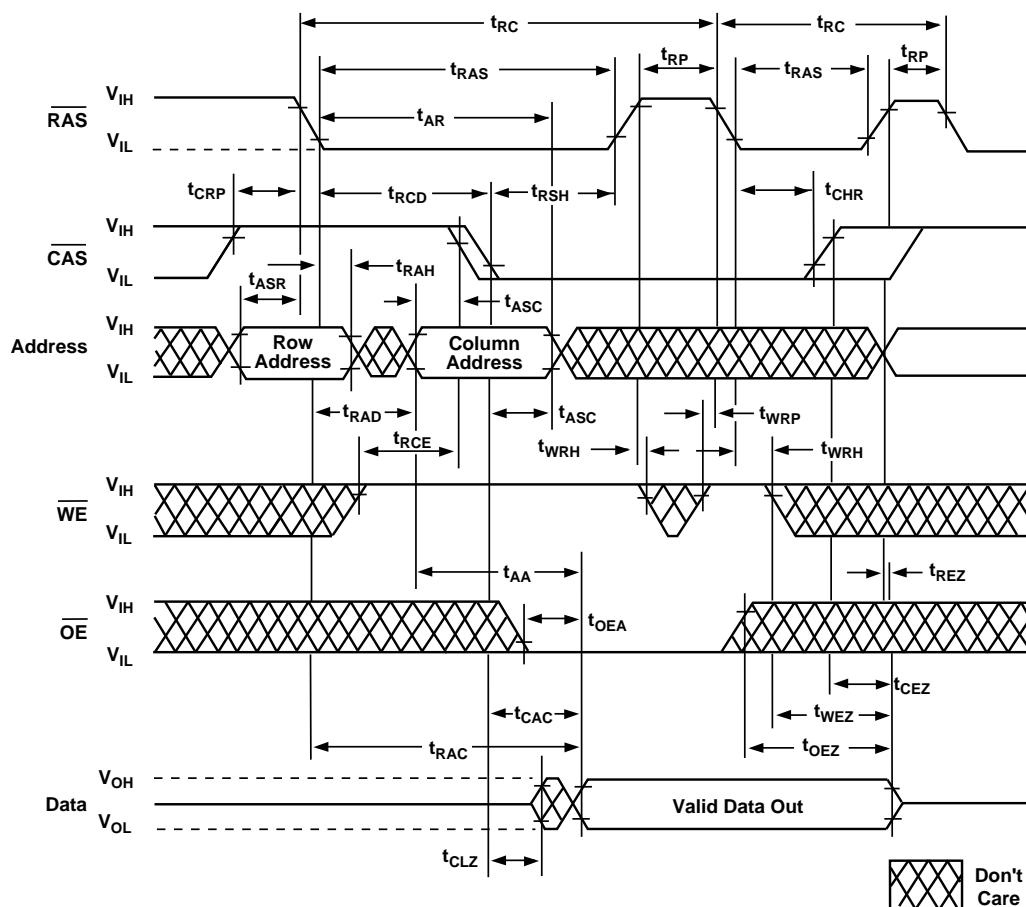 tRC tRC
tRAS tRP tRAS tRP
VIH
RAS
VIL
tAR
tCRP tRCD tRSH tCHR
VIH
CAS
VIL
tASR tRAH tASC
VIH
Address
VIL
Row Address
Column Address
tRAD tASC tWRP
tRCE tWRH tWRH
VIH
WE
VIL
tAA tREZ
VIH
OE
VIL
tOEA
tCEZ
tCAC tWEZ
tRAC tOEZ
VOH
Data
VOL
Valid Data Out
tCLZ
Don't
Care